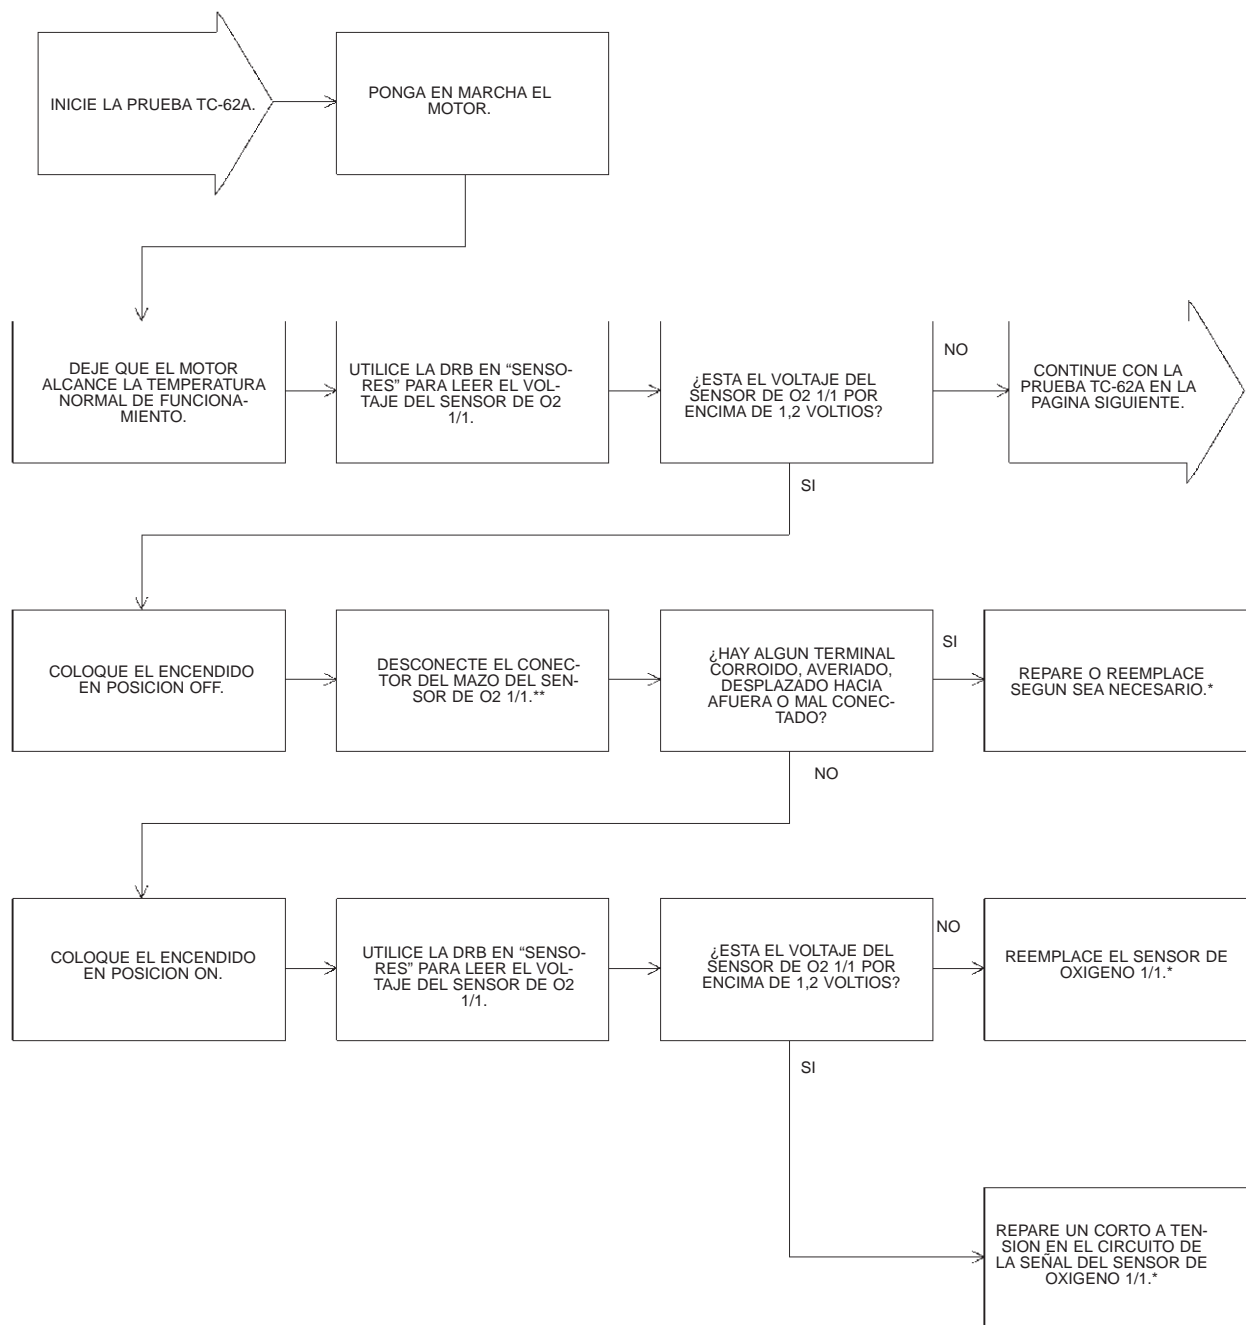 INICIE LA PRUEBA TC-62A.
PONGA EN MARCHA EL
MOTOR.
DEJE QUE EL MOTOR
ALCANCE LA TEMPERATURA
NORMAL DE FUNCIONA-
MIENTO.
UTILICE LA DRB EN “SENSO-
RES” PARA LEER EL VOL-
TAJE DEL SENSOR DE O2
1/1.
¿ESTA EL VOLTAJE DEL
SENSOR DE O2 1/1 POR
ENCIMA DE 1,2 VOLTIOS?
NO
CONTINUE CON LA
PRUEBA TC-62A EN LA
PAGINA SIGUIENTE.
SI
COLOQUE EL ENCENDIDO
EN POSICION OFF.
DESCONECTE EL CONEC-
TOR DEL MAZO DEL SEN-
SOR DE O2 1/1.**
¿HAY ALGUN TERMINAL
CORROIDO, AVERIADO,
DESPLAZADO HACIA
AFUERA O MAL CONEC-
TADO?
SI
REPARE O REEMPLACE
SEGUN SEA NECESARIO.*
NO
COLOQUE EL ENCENDIDO
EN POSICION ON.
UTILICE LA DRB EN “SENSO-
RES” PARA LEER EL VOL-
TAJE DEL SENSOR DE O2
1/1.
¿ESTA EL VOLTAJE DEL
SENSOR DE O2 1/1 POR
ENCIMA DE 1,2 VOLTIOS?
NO
REEMPLACE EL SENSOR DE
OXIGENO 1/1.*
SI
REPARE UN CORTO A TEN-
SION EN EL CIRCUITO DE
LA SEÑAL DEL SENSOR DE
OXIGENO 1/1.*